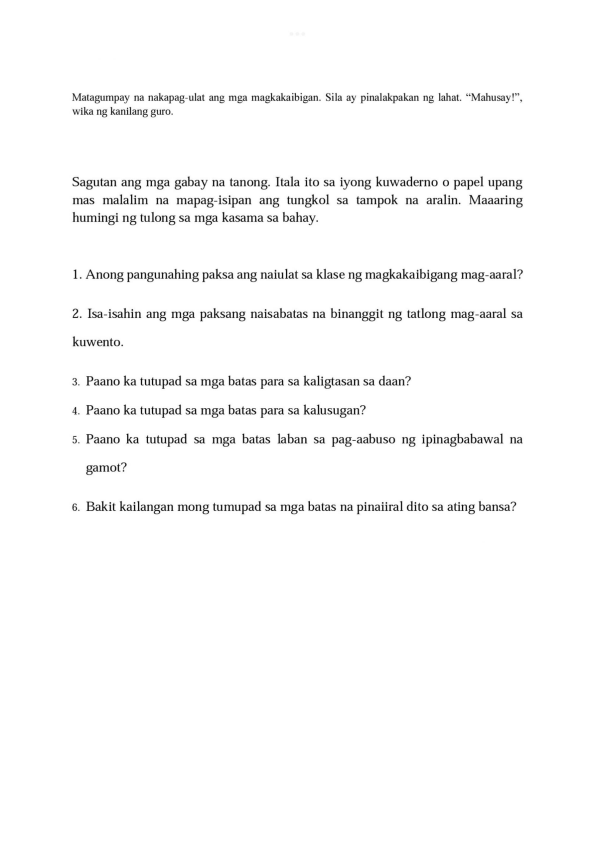 Matagumpay na nakapag-ulat ang mga magkakaibigan. Sila ay pinalakpakan ng lahat. “Mahusay!”,
wika ng kanilang guro.
Sagutan ang mga gabay na tanong. Itala ito sa iyong kuwaderno o papel upang
mas malalim na mapag-isipan ang tungkol sa tampok na aralin. Maaaring
humingi ng tulong sa mga kasama sa bahay.
1. Anong pangunahing paksa ang naiulat sa klase ng magkakaibigang mag-aaral?
2. Isa-isahin ang mga paksang naisabatas na binanggit ng tatlong mag-aaral sa
kuwento.
3. Paano ka tutupad sa mga batas para sa kaligtasan sa daan?
4. Paano ka tutupad sa mga batas para sa kalusugan?
5. Paano ka tutupad sa mga batas laban sa pag-aabuso ng ipinagbabawal na
gamot?
6. Bakit kailangan mong tumupad sa mga batas na pinaiiral dito sa ating bansa?